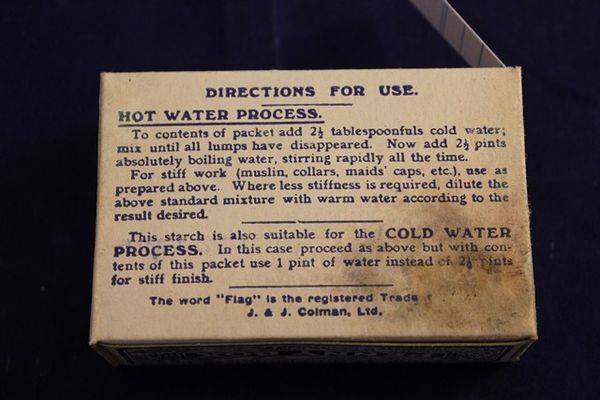 DIRECTIONS FOR USE.
HOT WATER PROCESS.
To contents of packet add 2½ tablespoonfuls cold water;
mix until all lumps have disappeared. Now add 2½ pints
absolutely boiling water, stirring rapidly all the time.
For stiff work (muslin, collars, maids' caps, etc.), use as
prepared above. Where less stiffness is required, dilute the
above standard mixture with warm water according to the
result desired.
This starch is also suitable for the COLD WATER
PROCESS. In this case proceed as above but with con-
tents of this packet use 1 pint of water instead of 2½ pints
for stiff finish.
The word "Flag" is the registered Trade
J. & J. Colman, Ltd.